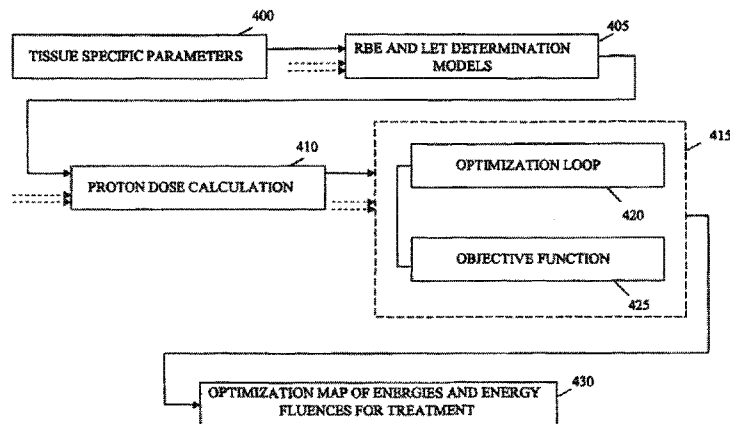 400
TISSUE SPECIFIC PARAMETERS
405
RBE AND LET DETERMINATION
MODELS
410
PROTON DOSE CALCULATION
415
OPTIMIZATION LOOP
420
OBJECTIVE FUNCTION
425
430
OPTIMIZATION MAP OF ENERGIES AND ENERGY
FLUENCES FOR TREATMENT